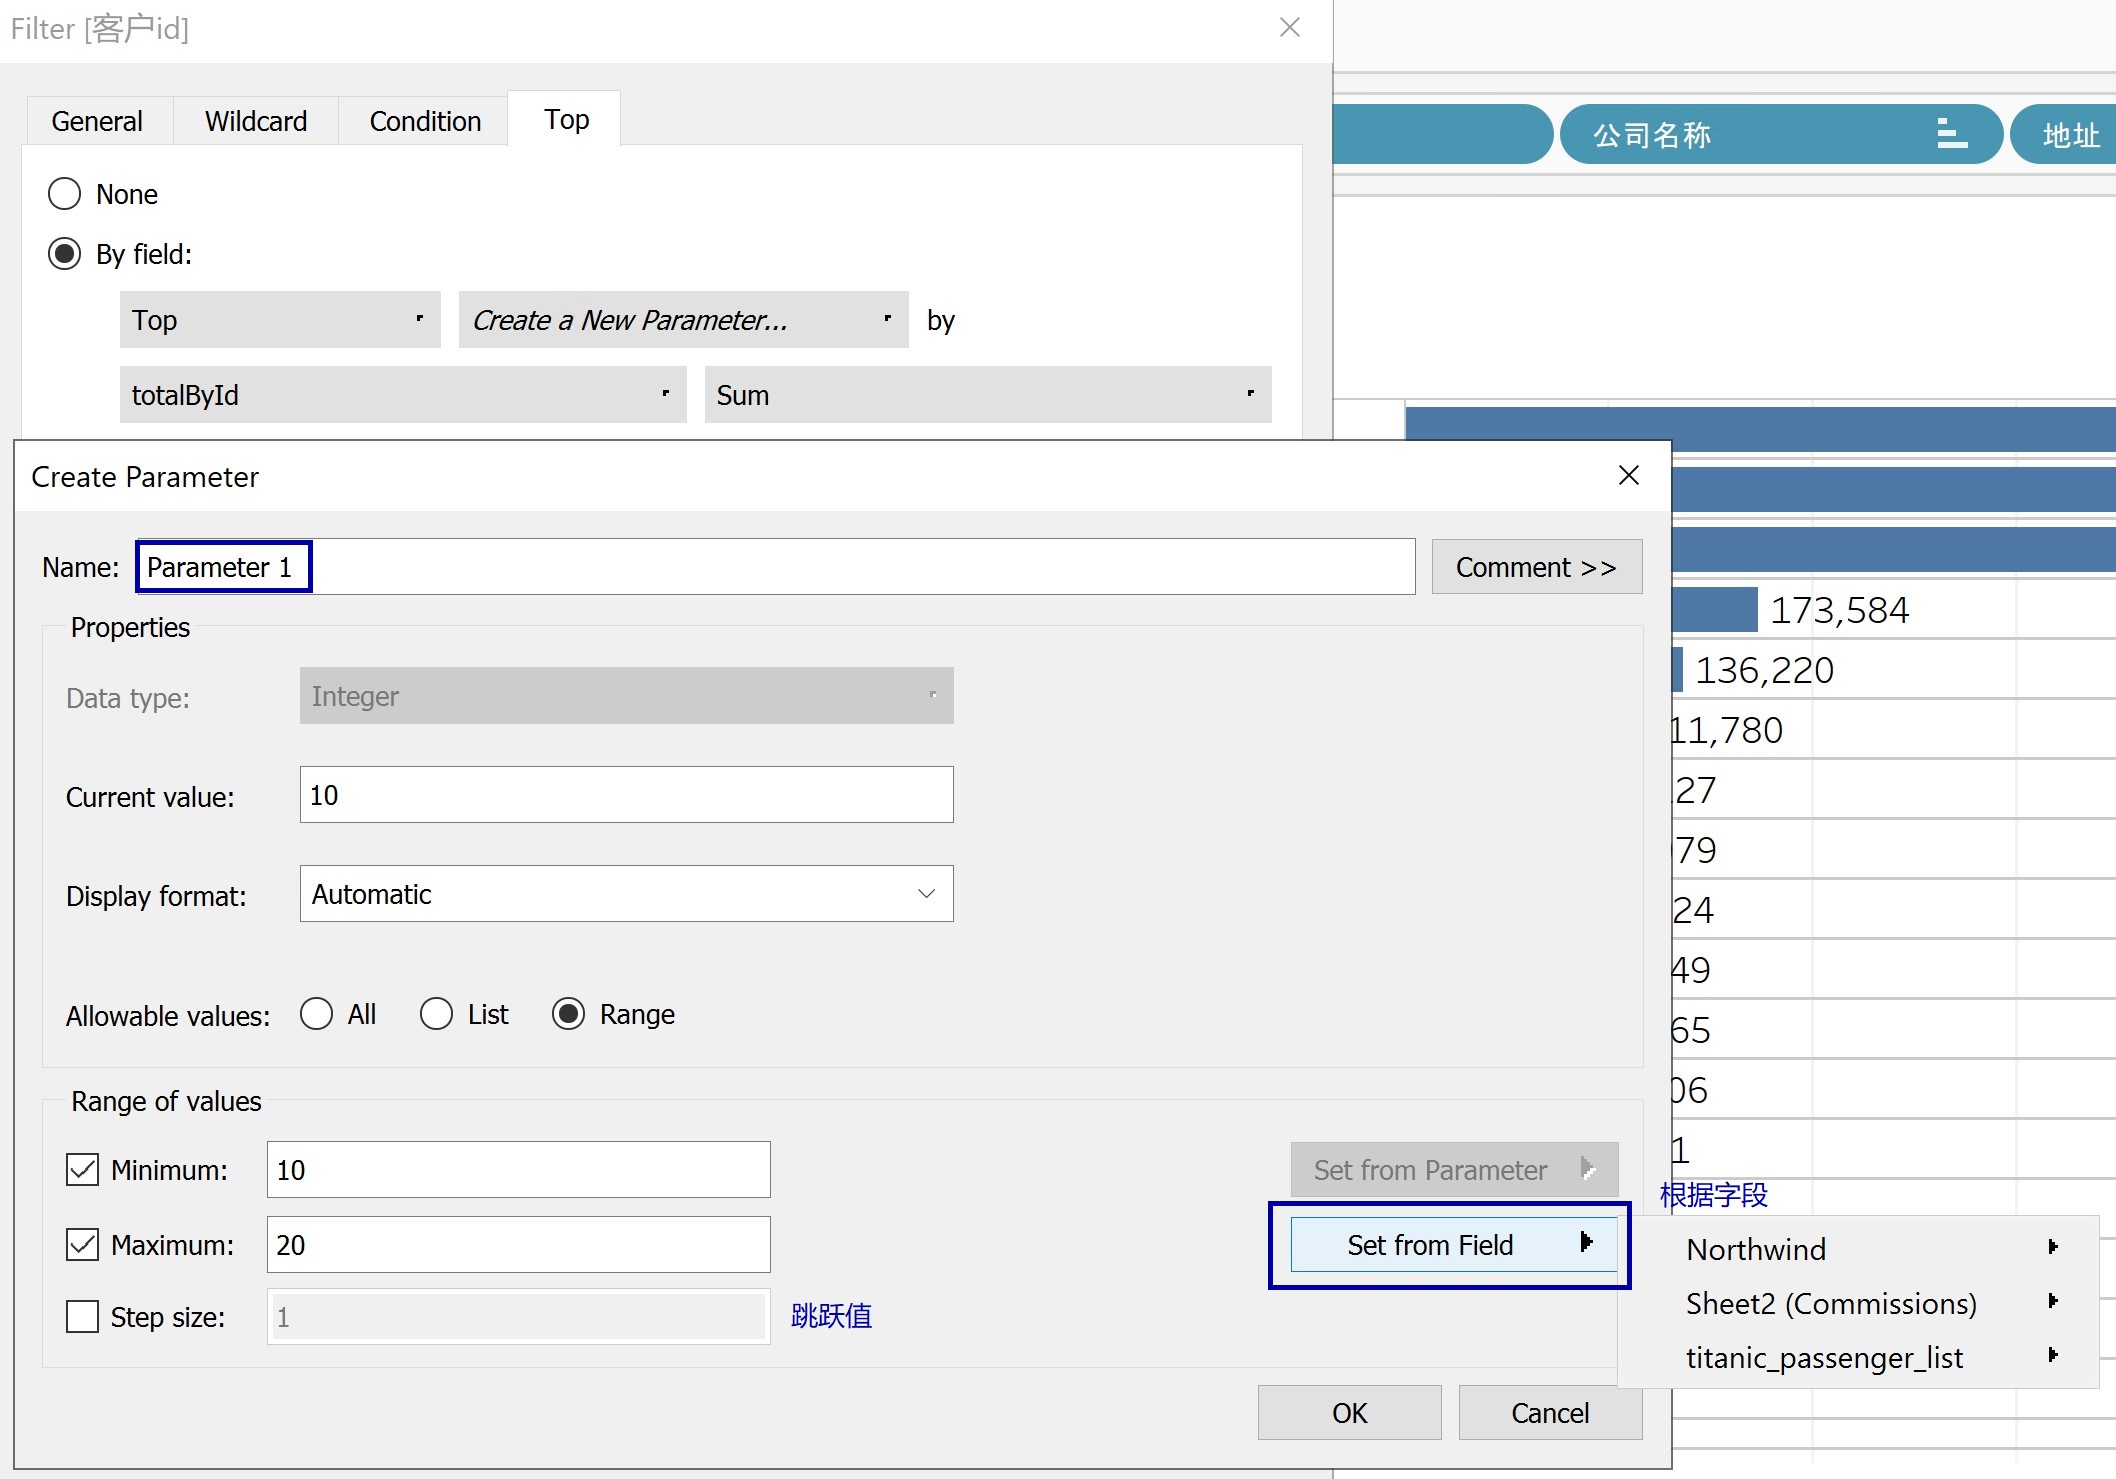 Filter [客户id]
General Wildcard Condition Top
公司名称 地址
None
By field:
Top Create a New Parameter... by
totalById Sum
Create Parameter
Name: Parameter 1 Comment >>
Properties
173,584
Data type: Integer
136,220
11,780
Current value: 10
27
79
Display format: Automatic
24
49
Allowable values: All List Range
65
06
Range of values
1
Minimum: 10 Set from Parameter
根据字段
Maximum: 20 Set from Field
Northwind
Step size: 1 跳跃值
Sheet2 (Commissions)
titanic_passenger_list
OK Cancel